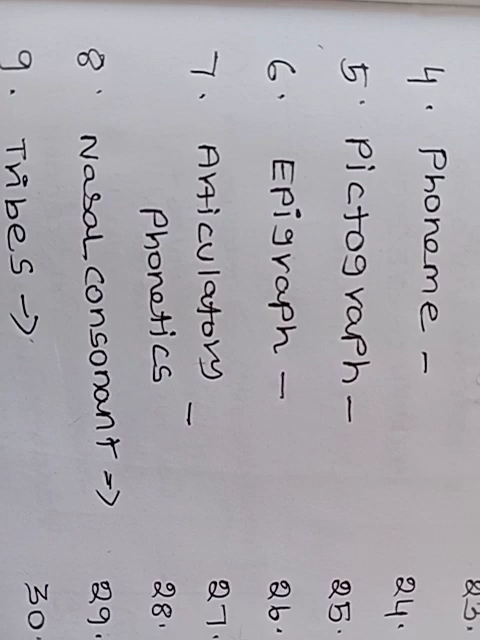 4. Phoneme -
5. Pictograph -
6. Epigraph -
7. Articulatory
Phonetics -
8. Nasal consonant =>
9. Tribes ->
23.
24.
25.
26.
27.
28.
29.
30.